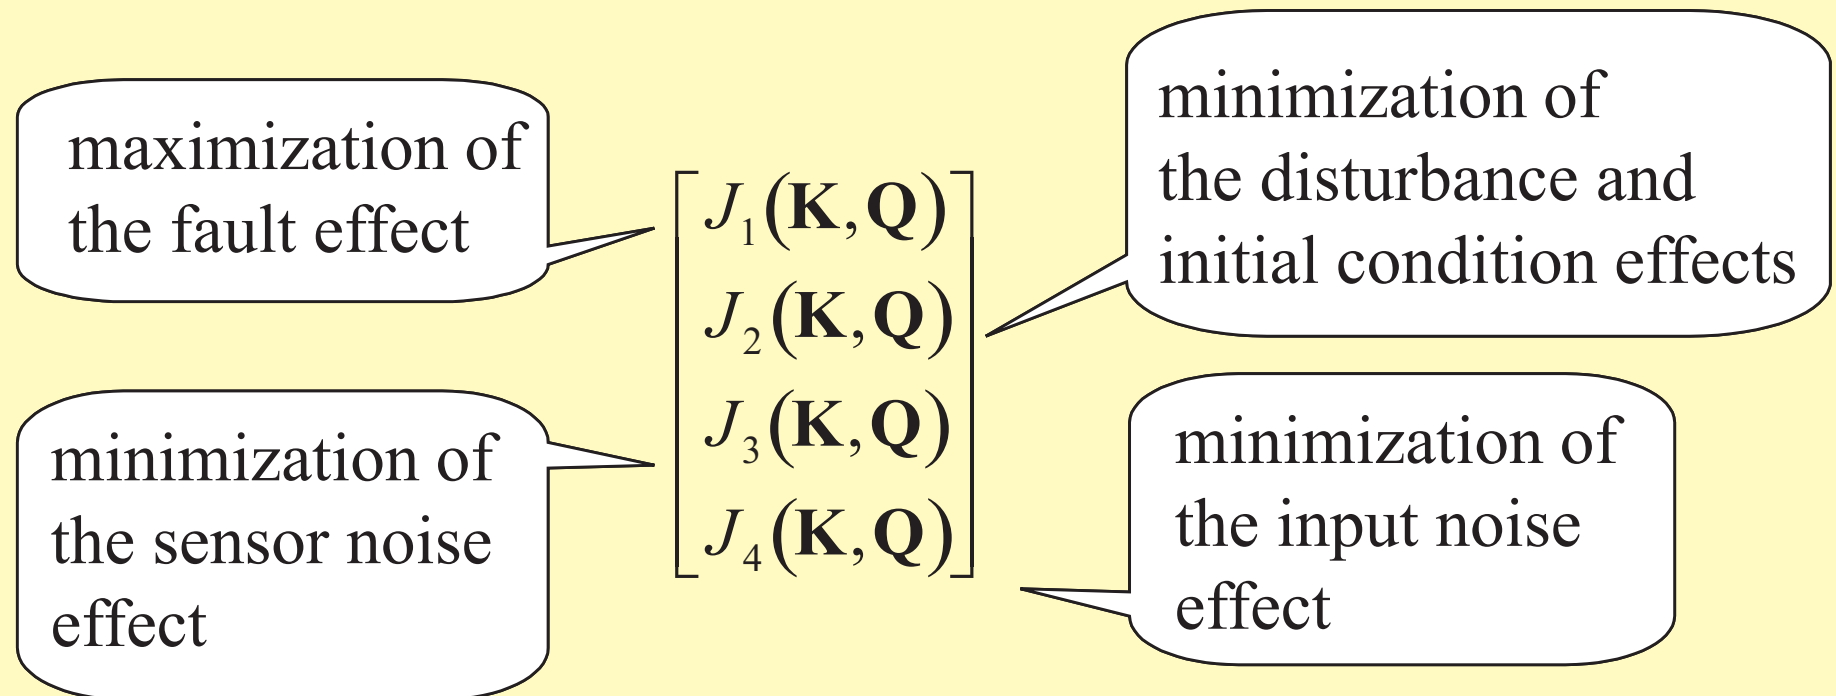 maximization of
the fault effect
minimization of
the disturbance and
initial condition effects
J₁(K,Q)
J₂(K,Q)
J₃(K,Q)
J₄(K,Q)
minimization of
the sensor noise
effect
minimization of
the input noise
effect